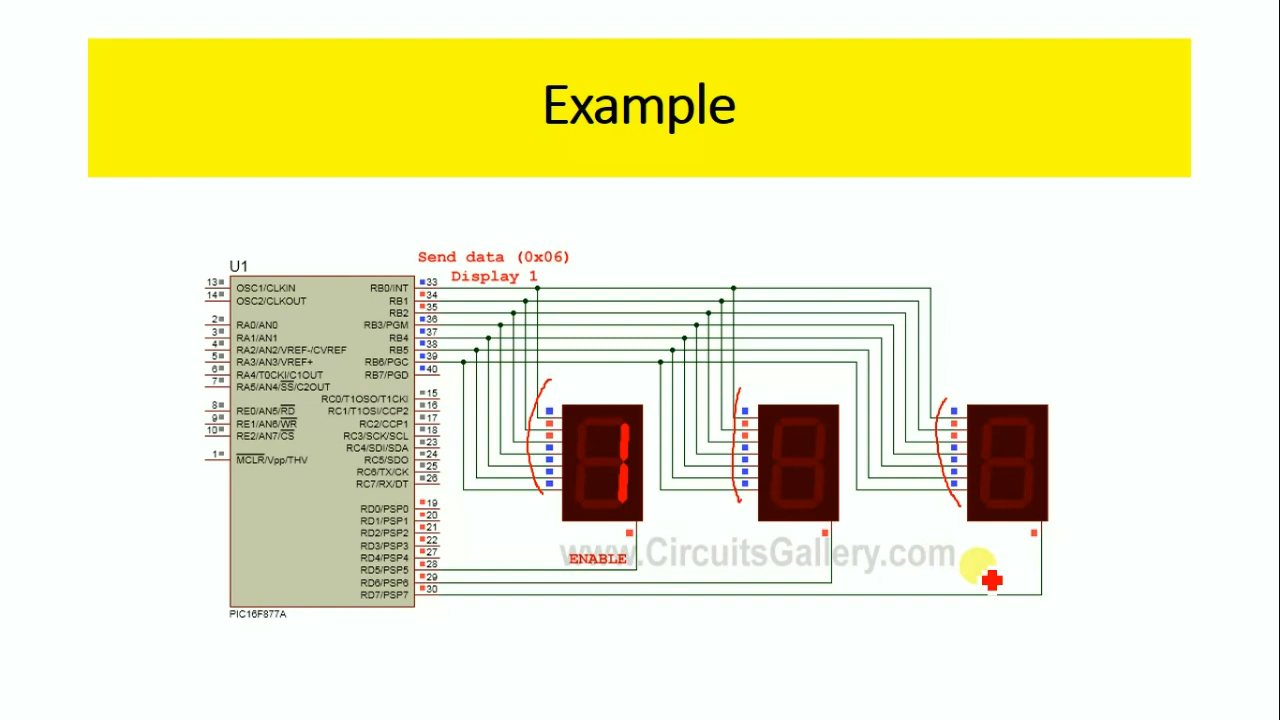 Example
Send data (0x06)
Display 1
U1
13 OSC1/CLKIN
14 OSC2/CLKOUT
2 RA0/AN0
3 RA1/AN1
4 RA2/AN2/VREF-/CVREF
5 RA3/AN3/VREF+
6 RA4/T0CKI/C1OUT
7 RA5/AN4/SS/C2OUT
8 RE0/AN5/RD
9 RE1/AN6/WR
10 RE2/AN7/CS
1 MCLR/Vpp/THV
RB0/INT 33
RB1 34
RB2 35
RB3/PGM 36
RB4 37
RB5 38
RB6/PGC 39
RB7/PGD 40
RC0/T1OSO/T1CKI 15
RC1/T1OSI/CCP2 16
RC2/CCP1 17
RC3/SCK/SCL 18
RC4/SDI/SDA 23
RC5/SDO 24
RC6/TX/CK 25
RC7/RX/DT 26
RD0/PSP0 19
RD1/PSP1 20
RD2/PSP2 21
RD3/PSP3 22
RD4/PSP4 27
RD5/PSP5 28
RD6/PSP6 29
RD7/PSP7 30
PIC16F877A
1
www.CircuitsGallery.com
ENABLE